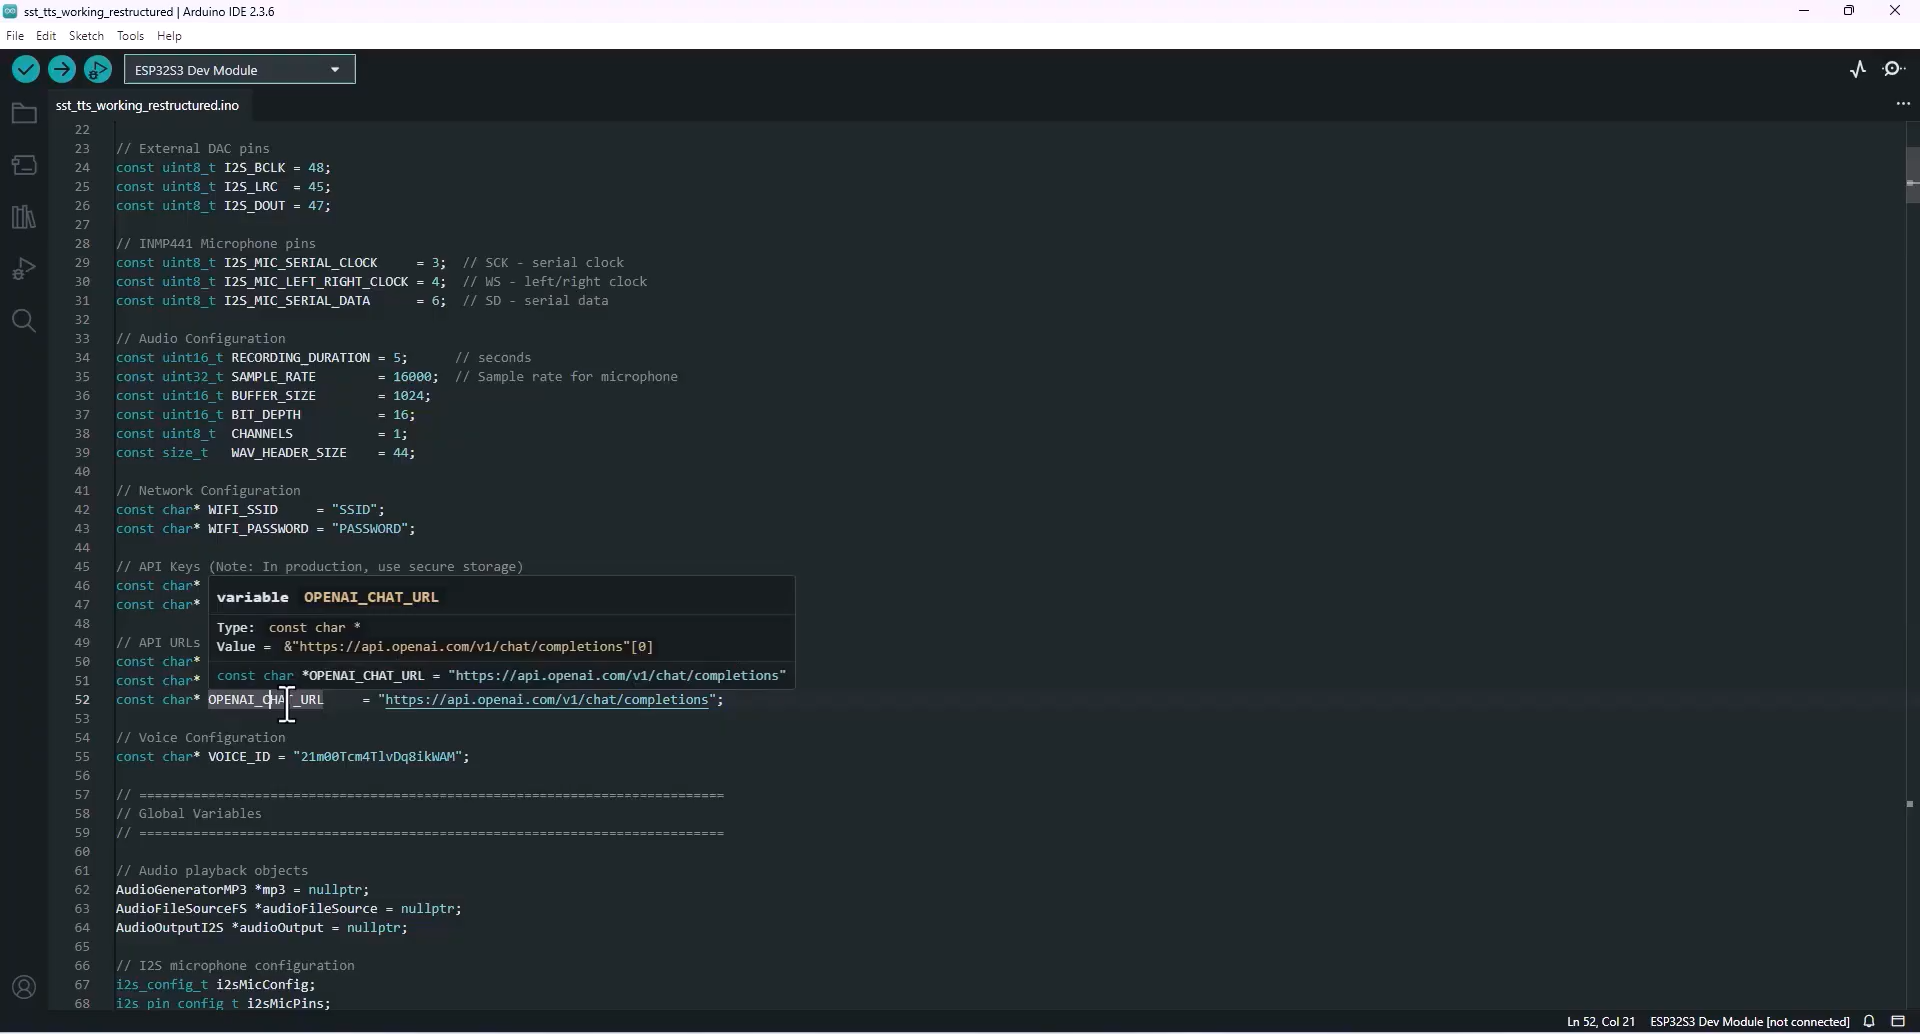 sst_tts_working_restructured | Arduino IDE 2.3.6
File Edit Sketch Tools Help
ESP32S3 Dev Module
sst_tts_working_restructured.ino
22
23 // External DAC pins
24 const uint8_t I2S_BCLK = 48;
25 const uint8_t I2S_LRC = 45;
26 const uint8_t I2S_DOUT = 47;
27
28 // INMP441 Microphone pins
29 const uint8_t I2S_MIC_SERIAL_CLOCK = 3; // SCK - serial clock
30 const uint8_t I2S_MIC_LEFT_RIGHT_CLOCK = 4; // WS - left/right clock
31 const uint8_t I2S_MIC_SERIAL_DATA = 6; // SD - serial data
32
33 // Audio Configuration
34 const uint16_t RECORDING_DURATION = 5; // seconds
35 const uint32_t SAMPLE_RATE = 16000; // Sample rate for microphone
36 const uint16_t BUFFER_SIZE = 1024;
37 const uint16_t BIT_DEPTH = 16;
38 const uint8_t CHANNELS = 1;
39 const size_t WAV_HEADER_SIZE = 44;
40
41 // Network Configuration
42 const char* WIFI_SSID = "SSID";
43 const char* WIFI_PASSWORD = "PASSWORD";
44
45 // API Keys (Note: In production, use secure storage)
46 const char*
47 const char*
48
49 // API URLs
50 const char*
51 const char*
variable OPENAI_CHAT_URL
Type: const char *
Value = &"https://api.openai.com/v1/chat/completions"[0]
const char *OPENAI_CHAT_URL = "https://api.openai.com/v1/chat/completions"
52 const char* OPENAI_CHAT_URL = "https://api.openai.com/v1/chat/completions";
53
54 // Voice Configuration
55 const char* VOICE_ID = "21m00Tcm4TlvDq8ikWAM";
56
57 // ============================================================================
58 // Global Variables
59 // ============================================================================
60
61 // Audio playback objects
62 AudioGeneratorMP3 *mp3 = nullptr;
63 AudioFileSourceFS *audioFileSource = nullptr;
64 AudioOutputI2S *audioOutput = nullptr;
65
66 // I2S microphone configuration
67 i2s_config_t i2sMicConfig;
68 i2s_pin_config_t i2sMicPins;
Ln 52, Col 21 ESP32S3 Dev Module [not connected]